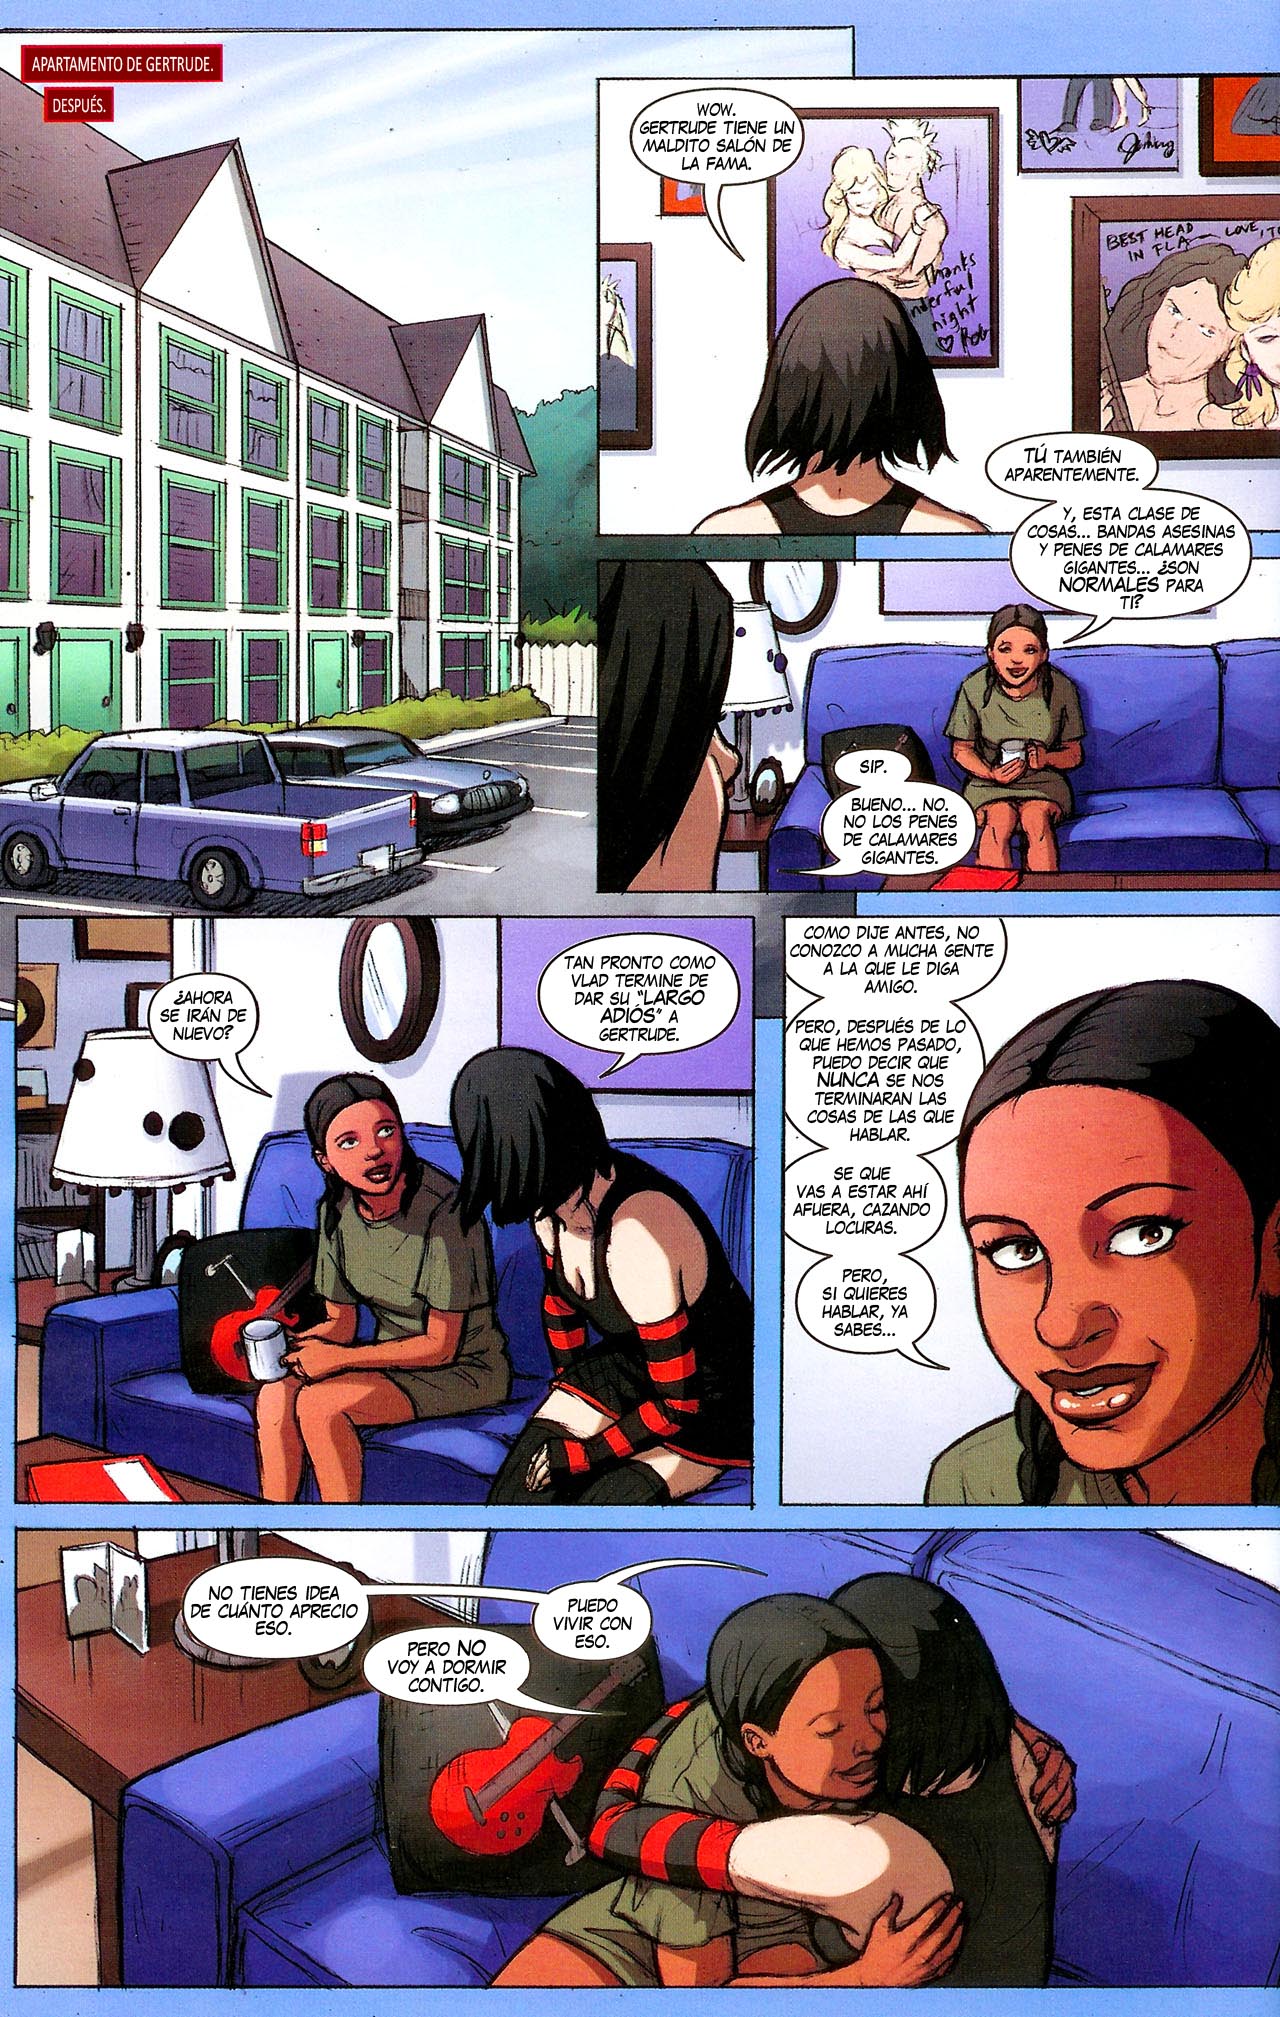 APARTAMENTO DE GERTRUDE.
DESPUÉS.
WOW.
GERTRUDE TIENE UN
MALDITO SALÓN DE
LA FAMA.
Thanks
nderful
night
♡ Rob
BEST HEAD
IN FLA
LOVE, T
TÚ TAMBIÉN
APARENTEMENTE.
Y, ESTA CLASE DE
COSAS... BANDAS ASESINAS
Y PENES DE CALAMARES
GIGANTES... ¿SON
NORMALES PARA
TI?
SIP.
BUENO... NO.
NO LOS PENES
DE CALAMARES
GIGANTES.
¿AHORA
SE IRÁN DE
NUEVO?
TAN PRONTO COMO
VLAD TERMINE DE
DAR SU "LARGO
ADIÓS" A
GERTRUDE.
COMO DIJE ANTES, NO
CONOZCO A MUCHA GENTE
A LA QUE LE DIGA
AMIGO.
PERO, DESPUÉS DE LO
QUE HEMOS PASADO,
PUEDO DECIR QUE
NUNCA SE NOS
TERMINARAN LAS
COSAS DE LAS QUE
HABLAR.
SE QUE
VAS A ESTAR AHÍ
AFUERA, CAZANDO
LOCURAS.
PERO,
SI QUIERES
HABLAR, YA
SABES...
NO TIENES IDEA
DE CUÁNTO APRECIO
ESO.
PERO NO
VOY A DORMIR
CONTIGO.
PUEDO
VIVIR CON
ESO.